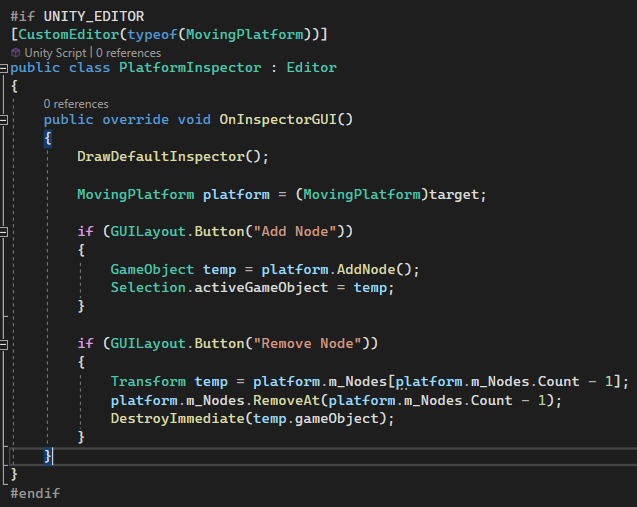 #if UNITY_EDITOR
[CustomEditor(typeof(MovingPlatform))]
Unity Script | 0 references
public class PlatformInspector : Editor
{
0 references
public override void OnInspectorGUI()
{
DrawDefaultInspector();
MovingPlatform platform = (MovingPlatform)target;
if (GUILayout.Button("Add Node"))
{
GameObject temp = platform.AddNode();
Selection.activeGameObject = temp;
}
if (GUILayout.Button("Remove Node"))
{
Transform temp = platform.m_Nodes[platform.m_Nodes.Count - 1];
platform.m_Nodes.RemoveAt(platform.m_Nodes.Count - 1);
DestroyImmediate(temp.gameObject);
}
}
}
#endif